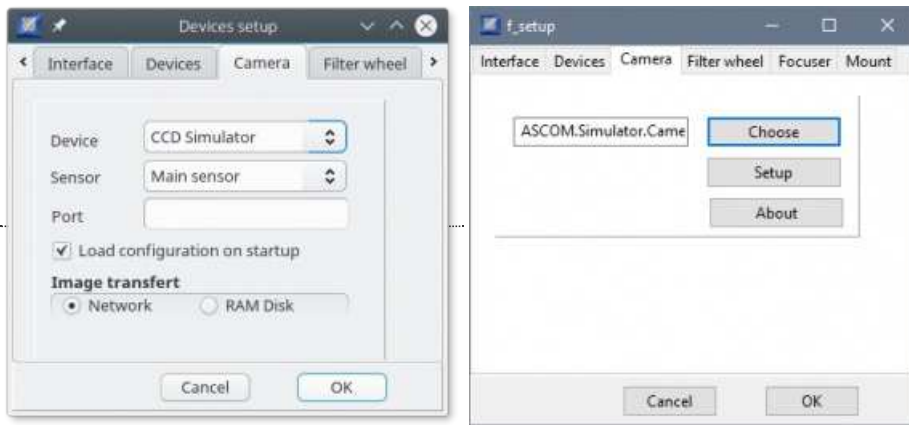 Devices setup
Interface Devices Camera Filter wheel
Device CCD Simulator
Sensor Main sensor
Port
Load configuration on startup
Image transfert
Network RAM Disk
Cancel OK
f_setup
Interface Devices Camera Filter wheel Focuser Mount
ASCOM.Simulator.Came Choose
Setup
About
Cancel OK